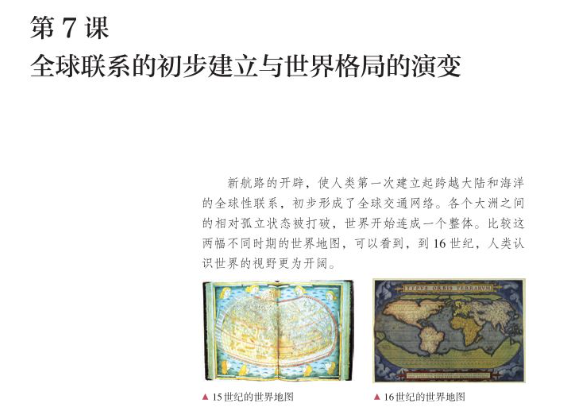 第 7 课
全球联系的初步建立与世界格局的演变
新航路的开辟，使人类第一次建立起跨越大陆和海洋
的全球性联系，初步形成了全球交通网络。各个大洲之间
的相对孤立状态被打破，世界开始连成一个整体。比较这
两幅不同时期的世界地图，可以看到，到 16 世纪，人类认
识世界的视野更为开阔。
TYPVS ORBIS TERRARVM
▲ 15世纪的世界地图
▲ 16世纪的世界地图